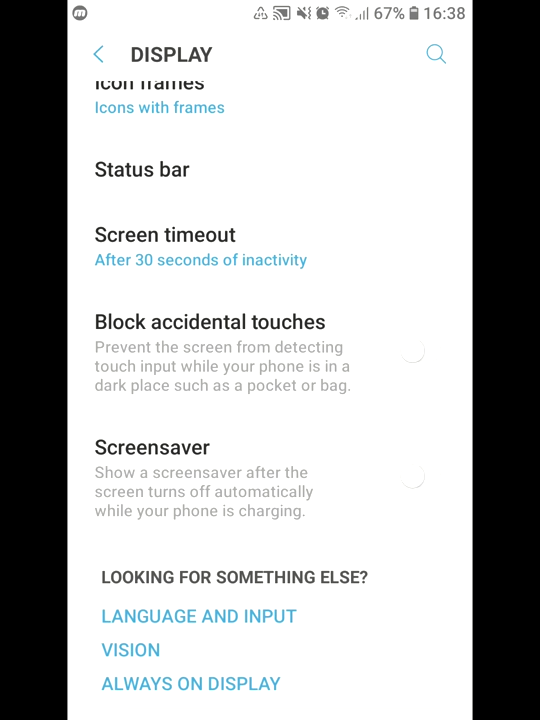 67% 16:38
DISPLAY
Icon frames
Icons with frames
Status bar
Screen timeout
After 30 seconds of inactivity
Block accidental touches
Prevent the screen from detecting
touch input while your phone is in a
dark place such as a pocket or bag.
Screensaver
Show a screensaver after the
screen turns off automatically
while your phone is charging.
LOOKING FOR SOMETHING ELSE?
LANGUAGE AND INPUT
VISION
ALWAYS ON DISPLAY